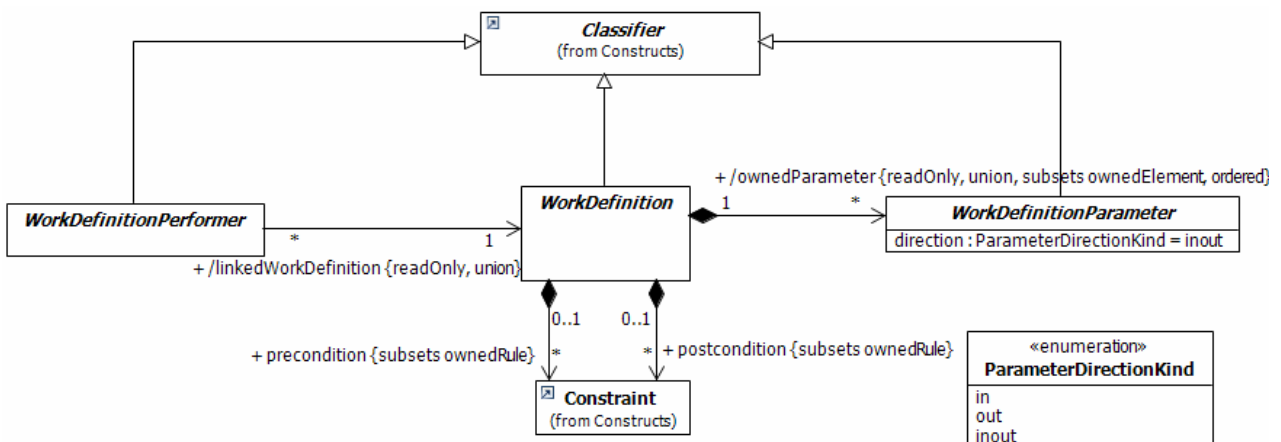 Classifier
(from Constructs)
+ /ownedParameter {readOnly, union, subsets ownedElement, ordered}
WorkDefinitionPerformer
WorkDefinition
1
*
WorkDefinitionParameter
direction : ParameterDirectionKind = inout
*
1
+ /linkedWorkDefinition {readOnly, union}
0..1
0..1
+ precondition {subsets ownedRule}
*
*
+ postcondition {subsets ownedRule}
Constraint
(from Constructs)
«enumeration»
ParameterDirectionKind
in
out
inout